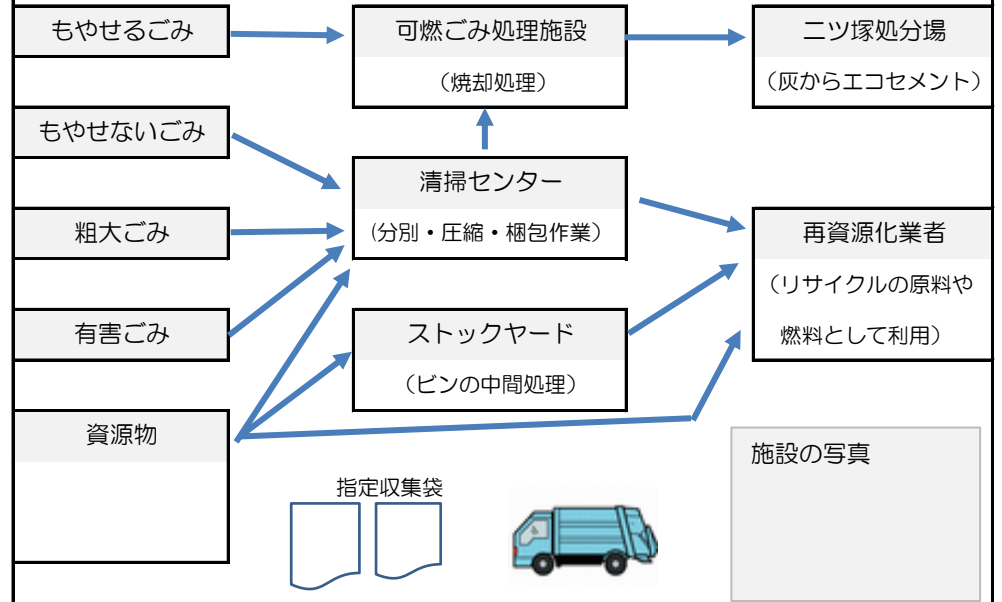 もやせるごみ
可燃ごみ処理施設
（焼却処理）
二ツ塚処分場
（灰からエコセメント）
もやせないごみ
清掃センター
（分別・圧縮・梱包作業）
粗大ごみ
再資源化業者
（リサイクルの原料や
燃料として利用）
有害ごみ
ストックヤード
（ビンの中間処理）
資源物
指定収集袋
施設の写真